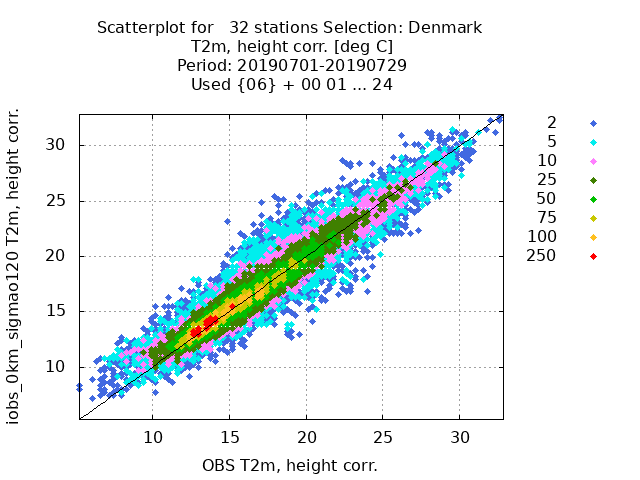 Scatterplot for   32 stations Selection: Denmark
T2m, height corr. [deg C]
Period: 20190701-20190729
Used {06} + 00 01 ... 24
iobs_0km_sigmao120 T2m, height corr.
30
25
20
15
10
10 15 20 25 30
OBS T2m, height corr.
2
5
10
25
50
75
100
250